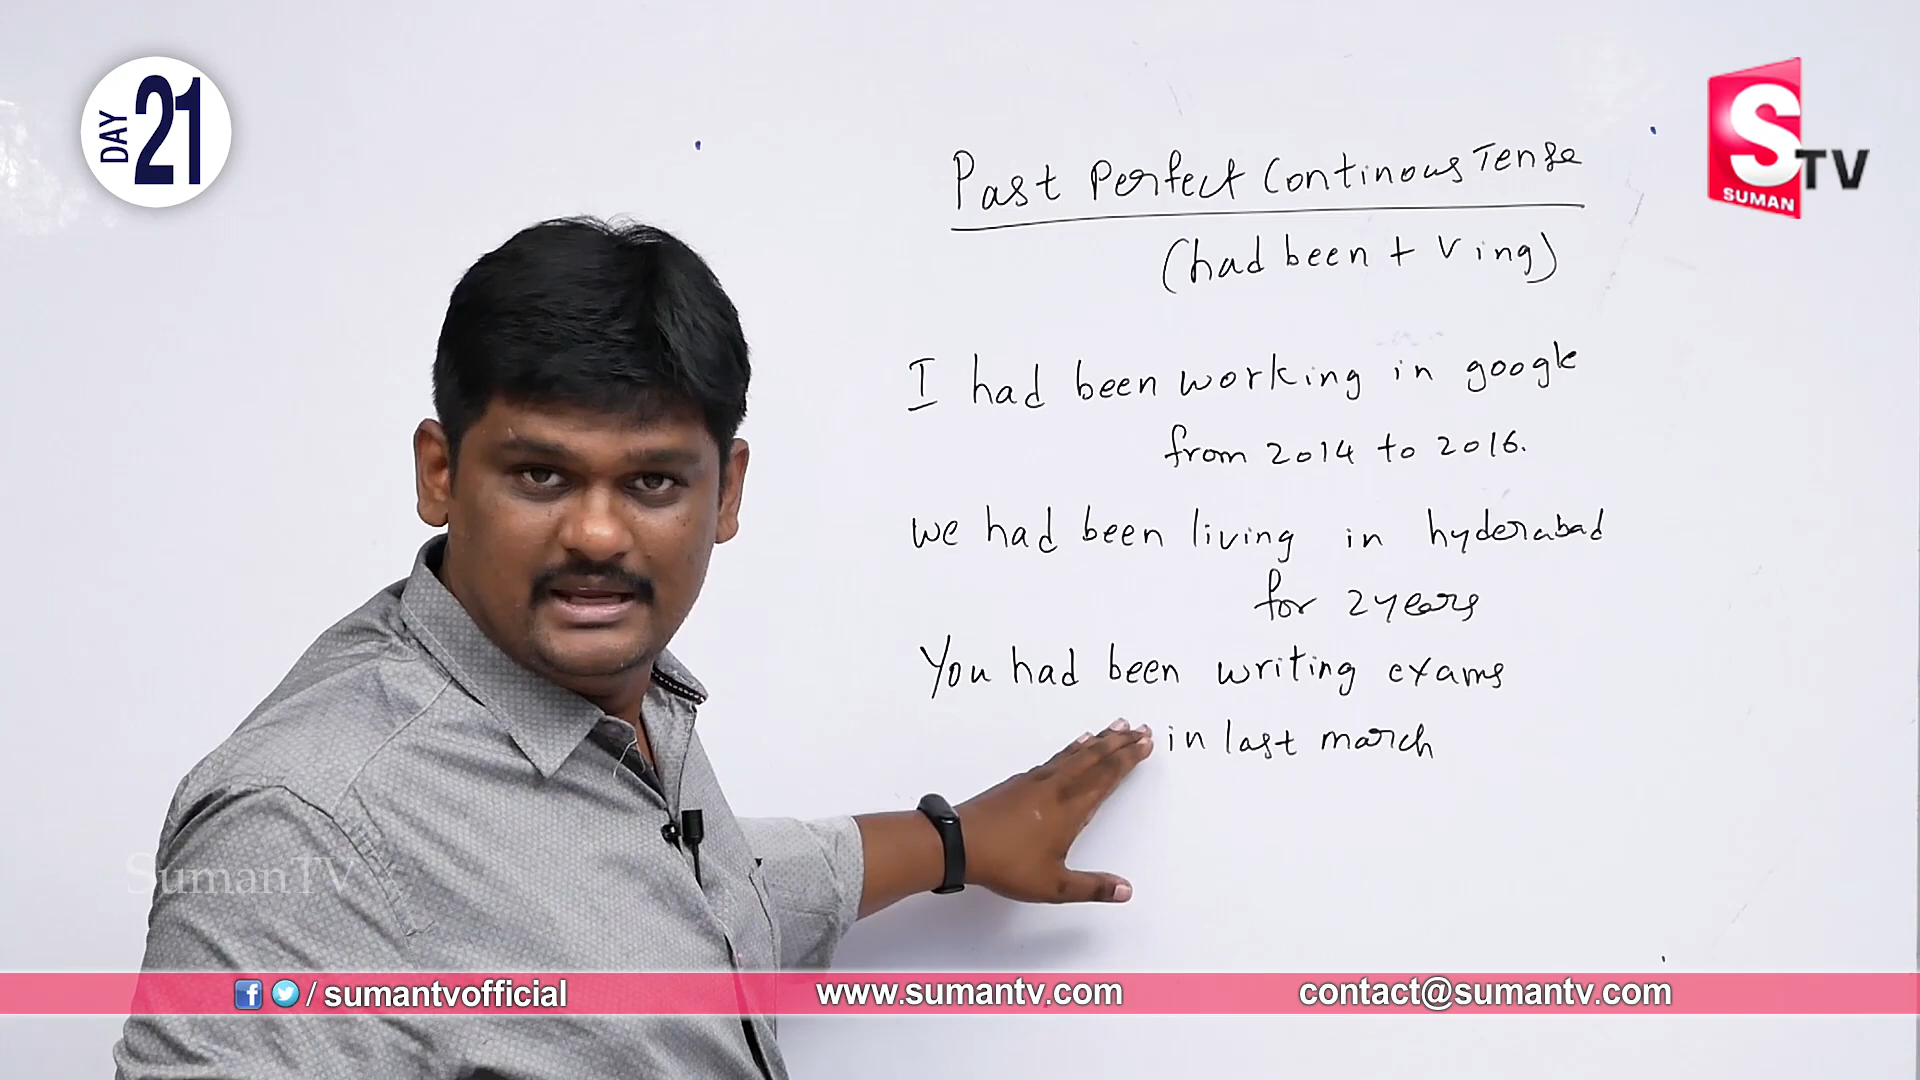 DAY 21
S TV
SUMAN
Past Perfect Continous Tense
(had been + V ing)
I had been working in google
from 2014 to 2016.
we had been living in hyderabad
for 2 years
You had been writing exams
in last march
SumanTV
/ sumantvofficial
www.sumantv.com
contact@sumantv.com